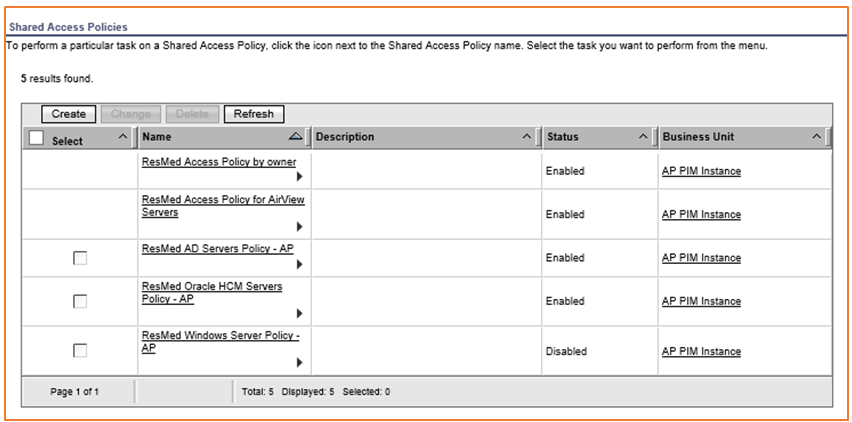 Shared Access Policies
To perform a particular task on a Shared Access Policy, click the icon next to the Shared Access Policy name. Select the task you want to perform from the menu.
5 results found.
Create Change Delete Refresh
Select Name Description Status Business Unit
ResMed Access Policy by owner Enabled AP PIM Instance
ResMed Access Policy for AirView
Servers Enabled AP PIM Instance
ResMed AD Servers Policy - AP Enabled AP PIM Instance
ResMed Oracle HCM Servers
Policy - AP Enabled AP PIM Instance
ResMed Windows Server Policy -
AP Disabled AP PIM Instance
Page 1 of 1 Total: 5 Displayed: 5 Selected: 0